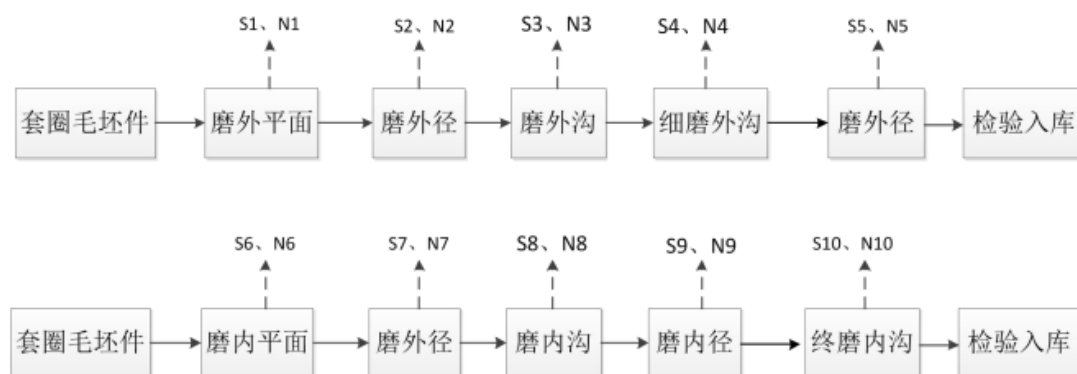 S1、N1 S2、N2 S3、N3 S4、N4 S5、N5
套圈毛坯件 磨外平面 磨外径 磨外沟 细磨外沟 磨外径 检验入库
S6、N6 S7、N7 S8、N8 S9、N9 S10、N10
套圈毛坯件 磨内平面 磨外径 磨内沟 磨内径 终磨内沟 检验入库